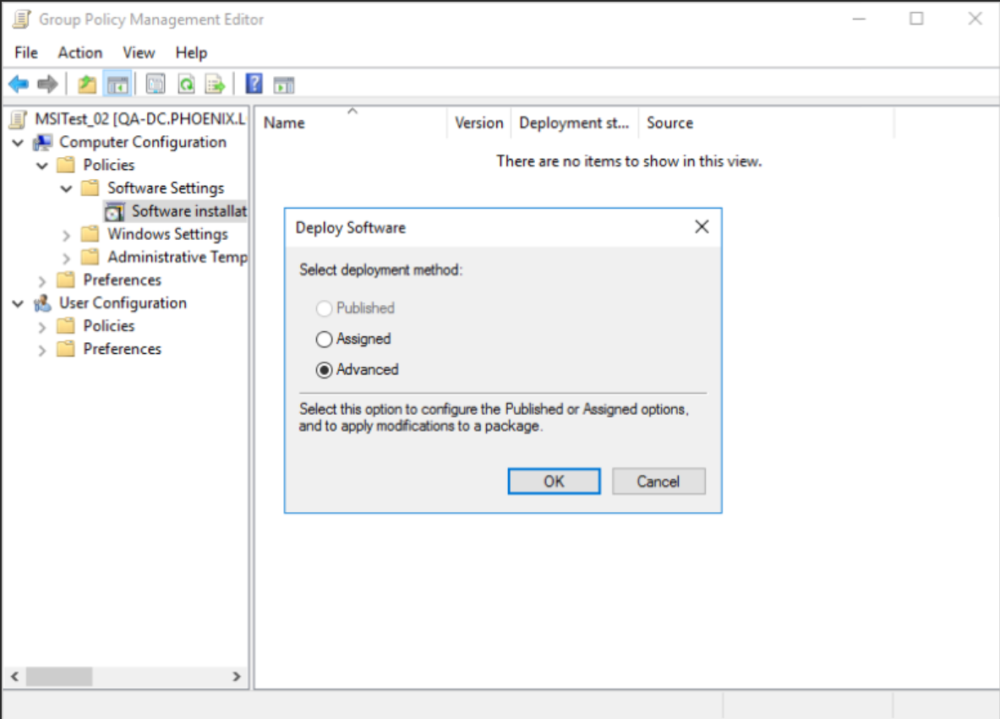 Group Policy Management Editor
File Action View Help
MSITest_02 [QA-DC.PHOENIX.L
Computer Configuration
Policies
Software Settings
Software installat
Windows Settings
Administrative Temp
Preferences
User Configuration
Policies
Preferences
Name Version Deployment st... Source
There are no items to show in this view.
Deploy Software
Select deployment method:
Published
Assigned
Advanced
Select this option to configure the Published or Assigned options,
and to apply modifications to a package.
OK Cancel